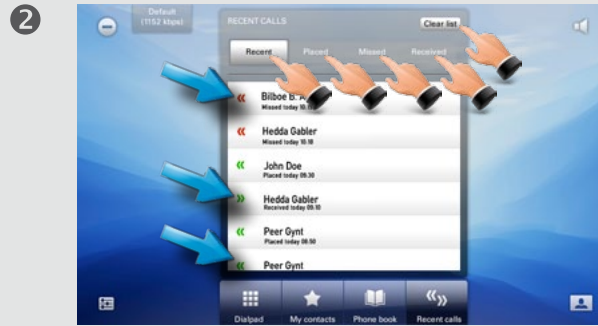 2
Default
(1152 kbps)
RECENT CALLS
Clear list
Recent
Placed
Missed
Received
Bilboe B.
Missed today 10:
Hedda Gabler
Missed today 10:10
John Doe
Placed today 09:30
Hedda Gabler
Received today 09:10
Peer Gynt
Placed today 08:50
Peer Gynt
Dialpad
My contacts
Phone book
Recent calls